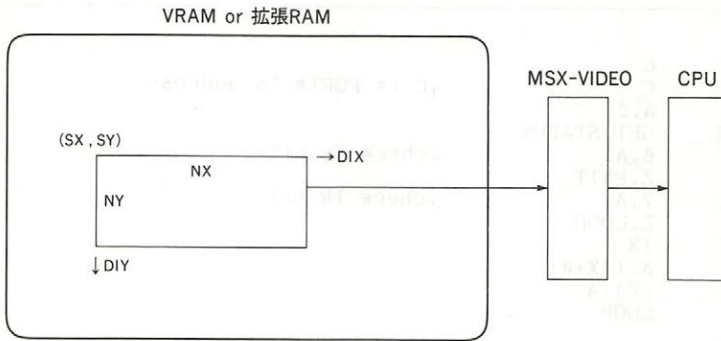 VRAM or 拡張RAM
MSX-VIDEO
CPU
(SX, SY)
NX
→DIX
NY
↓DIY